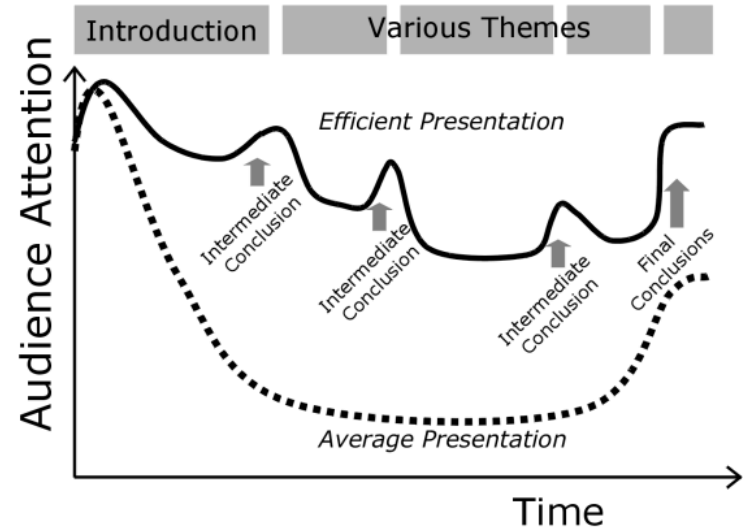 Introduction
Various Themes
Audience Attention
Efficient Presentation
Intermediate
Conclusion
Intermediate
Conclusion
Intermediate
Conclusion
Final
Conclusions
Average Presentation
Time